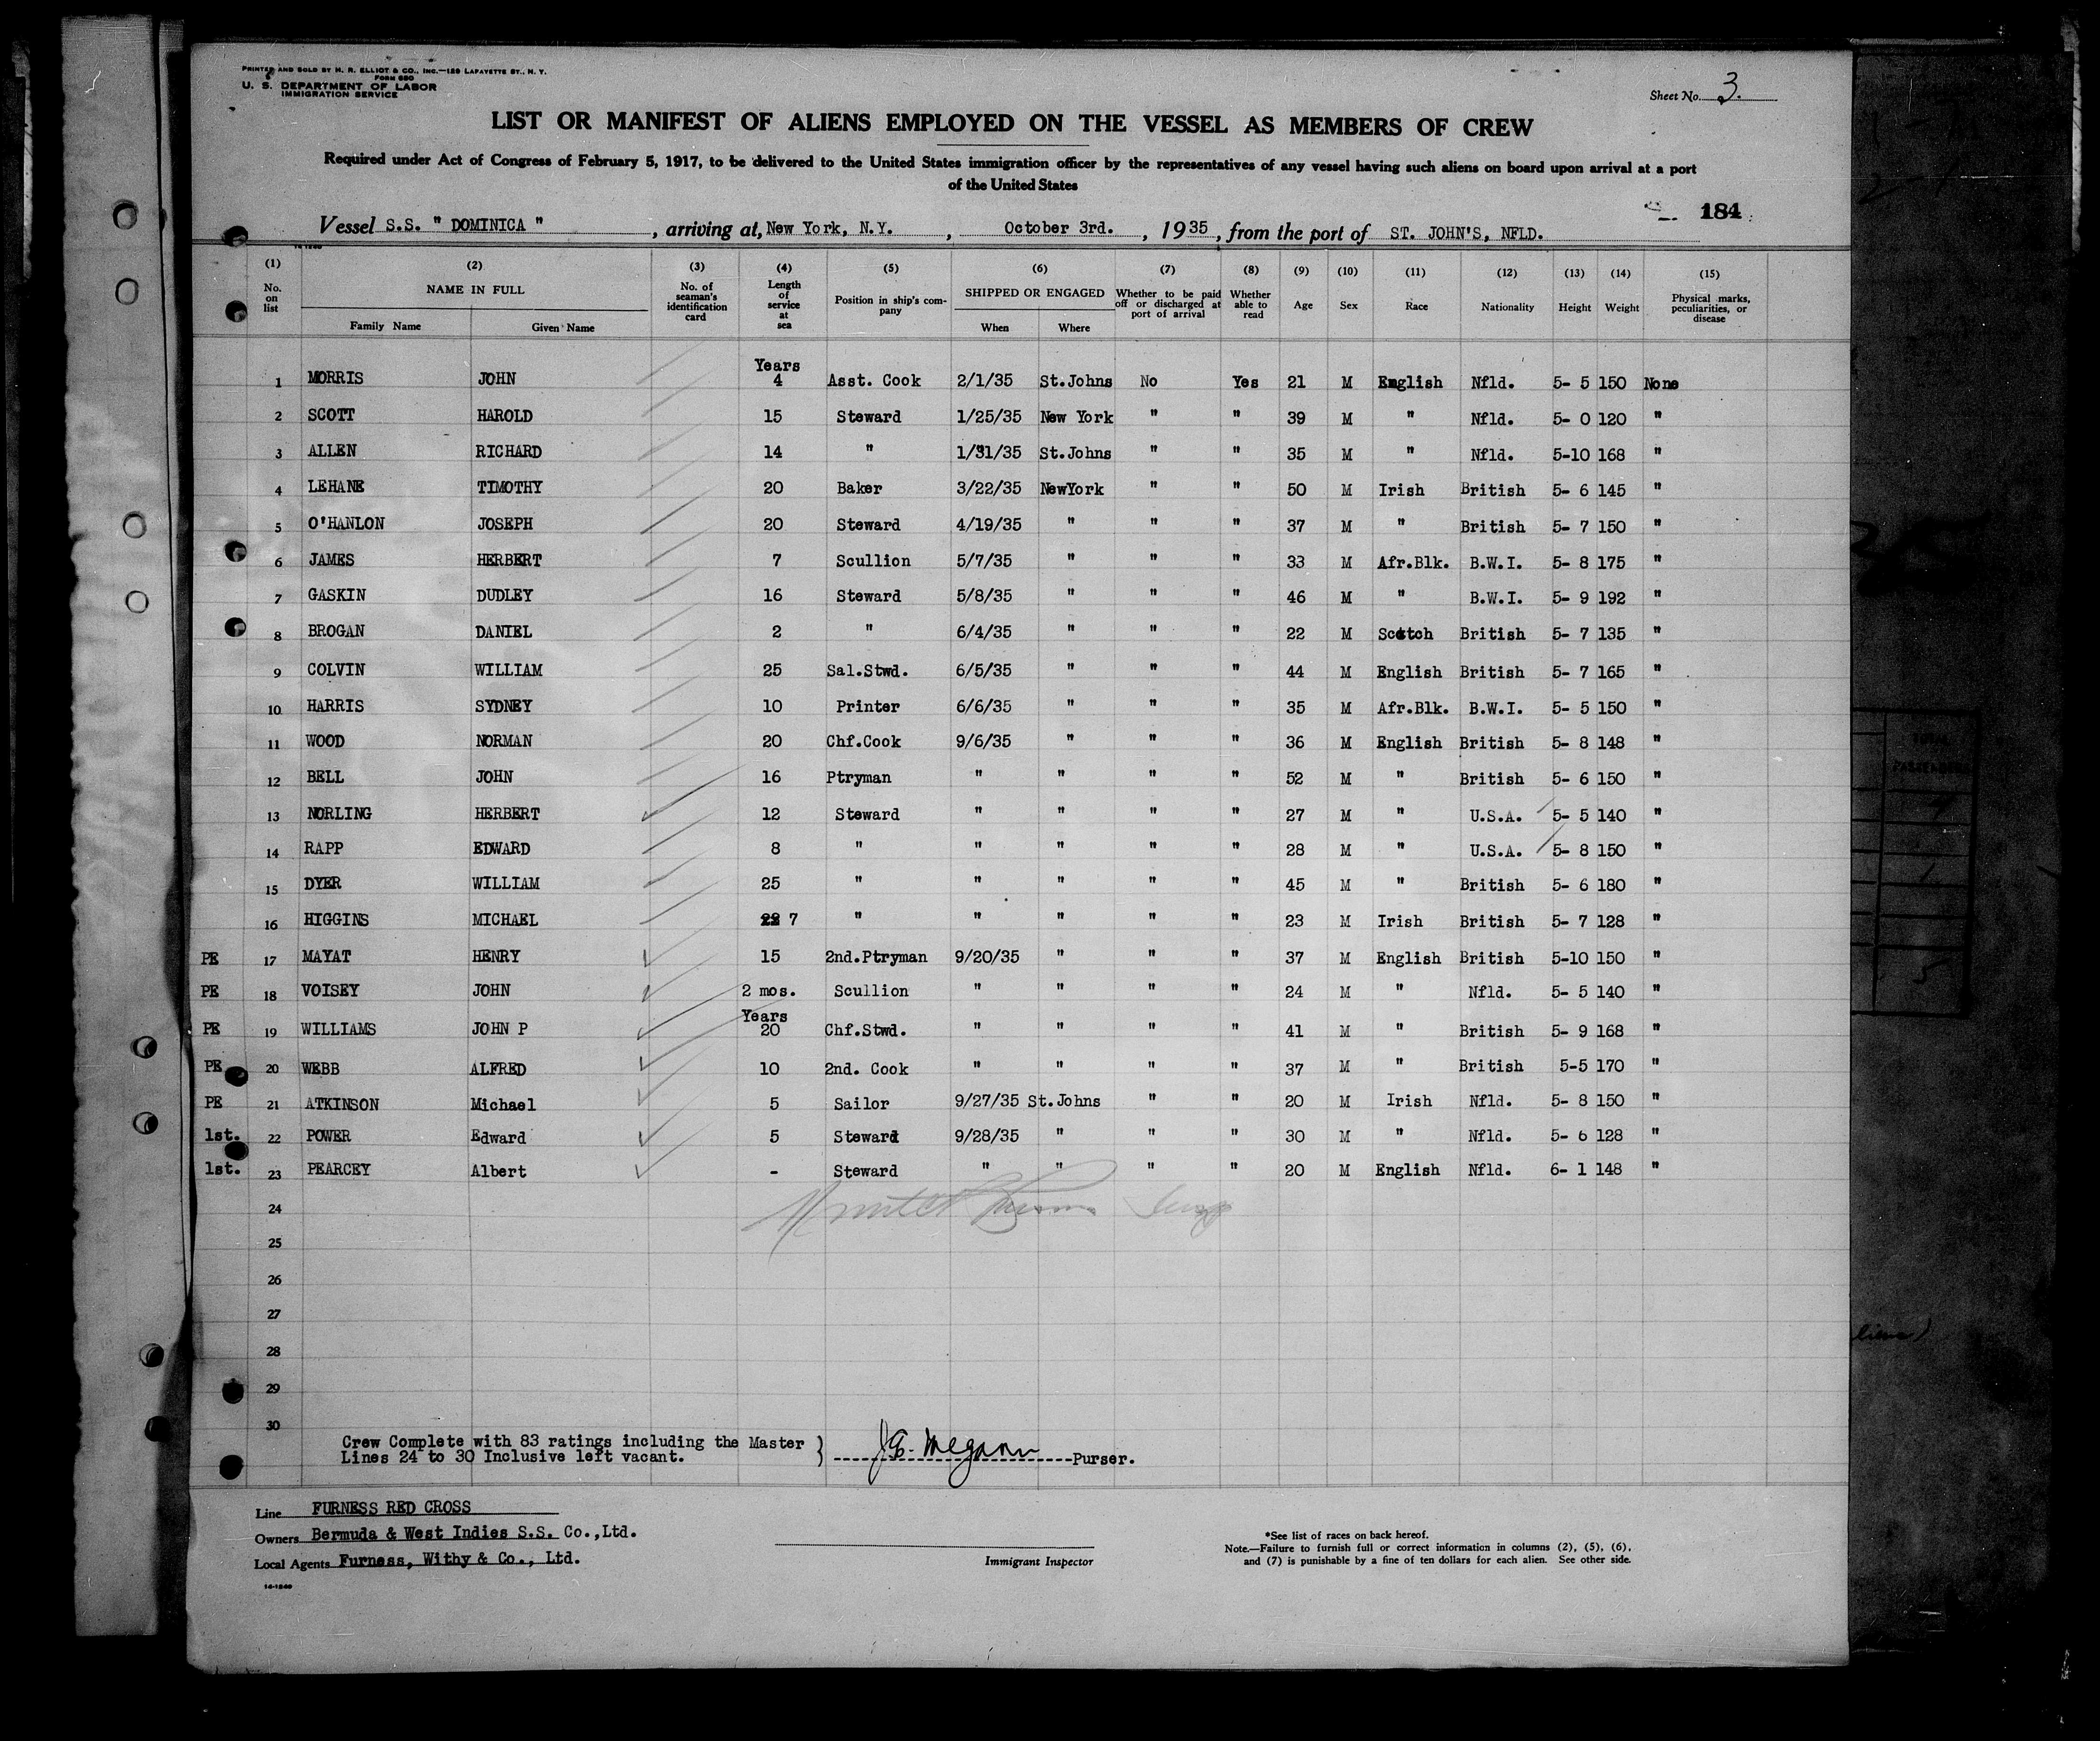 PRINTED AND SOLD BY H. R. ELLIOT & CO., INC.—129 LAFAYETTE ST., N. Y.
FORM 680
U. S. DEPARTMENT OF LABOR
IMMIGRATION SERVICE
Sheet No. 3.
LIST OR MANIFEST OF ALIENS EMPLOYED ON THE VESSEL AS MEMBERS OF CREW
Required under Act of Congress of February 5, 1917, to be delivered to the United States immigration officer by the representatives of any vessel having such aliens on board upon arrival at a port
of the United States
184
Vessel S.S. " DOMINICA ", arriving at, New York, N.Y., October 3rd., 1935, from the port of ST. JOHN'S, NFLD.
14-1240
(1) (2) (3) (4) (5) (6) (7) (8) (9) (10) (11) (12) (13) (14) (15)
No. on list NAME IN FULL Family Name Given Name No. of seaman's identification card Length of service at sea Position in ship's company SHIPPED OR ENGAGED When Where Whether to be paid off or discharged at port of arrival Whether able to read Age Sex Race Nationality Height Weight Physical marks, peculiarities, or disease
Years
1 MORRIS JOHN 4 Asst. Cook 2/1/35 St.Johns No Yes 21 M English Nfld. 5- 5 150 None
2 SCOTT HAROLD 15 Steward 1/25/35 New York " " 39 M " Nfld. 5- 0 120 "
3 ALLEN RICHARD 14 " 1/31/35 St.Johns " " 35 M " Nfld. 5-10 168 "
4 LEHANE TIMOTHY 20 Baker 3/22/35 NewYork " " 50 M Irish British 5- 6 145 "
5 O'HANLON JOSEPH 20 Steward 4/19/35 " " " 37 M " British 5- 7 150 "
6 JAMES HERBERT 7 Scullion 5/7/35 " " " 33 M Afr.Blk. B.W.I. 5- 8 175 "
7 GASKIN DUDLEY 16 Steward 5/8/35 " " " 46 M " B.W.I. 5- 9 192 "
8 BROGAN DANIEL 2 " 6/4/35 " " " 22 M Scotch British 5- 7 135 "
9 COLVIN WILLIAM 25 Sal.Stwd. 6/5/35 " " " 44 M English British 5- 7 165 "
10 HARRIS SYDNEY 10 Printer 6/6/35 " " " 35 M Afr.Blk. B.W.I. 5- 5 150 "
11 WOOD NORMAN 20 Chf.Cook 9/6/35 " " " 36 M English British 5- 8 148 "
12 BELL JOHN 16 Ptryman " " " " 52 M " British 5- 6 150 "
13 NORLING HERBERT 12 Steward " " " " 27 M " U.S.A. 5- 5 140 "
14 RAPP EDWARD 8 " " " " " 28 M " U.S.A. 5- 8 150 "
15 DYER WILLIAM 25 " " " " " 45 M " British 5- 6 180 "
16 HIGGINS MICHAEL 7 " " " " " 23 M Irish British 5- 7 128 "
PE 17 MAYAT HENRY 15 2nd.Ptryman 9/20/35 " " " 37 M English British 5-10 150 "
PE 18 VOISEY JOHN 2 mos. Scullion " " " " 24 M " Nfld. 5- 5 140 "
Years
PE 19 WILLIAMS JOHN P 20 Chf.Stwd. " " " " 41 M " British 5- 9 168 "
PE 20 WEBB ALFRED 10 2nd. Cook " " " " 37 M " British 5-5 170 "
PE 21 ATKINSON Michael 5 Sailor 9/27/35 St.Johns " " 20 M Irish Nfld. 5- 8 150 "
1st. 22 POWER Edward 5 Steward 9/28/35 " " " 30 M " Nfld. 5- 6 128 "
1st. 23 PEARCEY Albert - Steward " " " " 20 M English Nfld. 6- 1 148 "
24
25
26
27
28
29
30
Crew Complete with 83 ratings including the Master
Lines 24 to 30 Inclusive left vacant. Purser.
Line FURNESS RED CROSS
Owners Bermuda & West Indies S.S. Co.,Ltd.
Local Agents Furness, Withy & Co., Ltd.
14-1240
Immigrant Inspector
*See list of races on back hereof.
Note.—Failure to furnish full or correct information in columns (2), (5), (6),
and (7) is punishable by a fine of ten dollars for each alien. See other side.
TOTAL
PASSENGERS